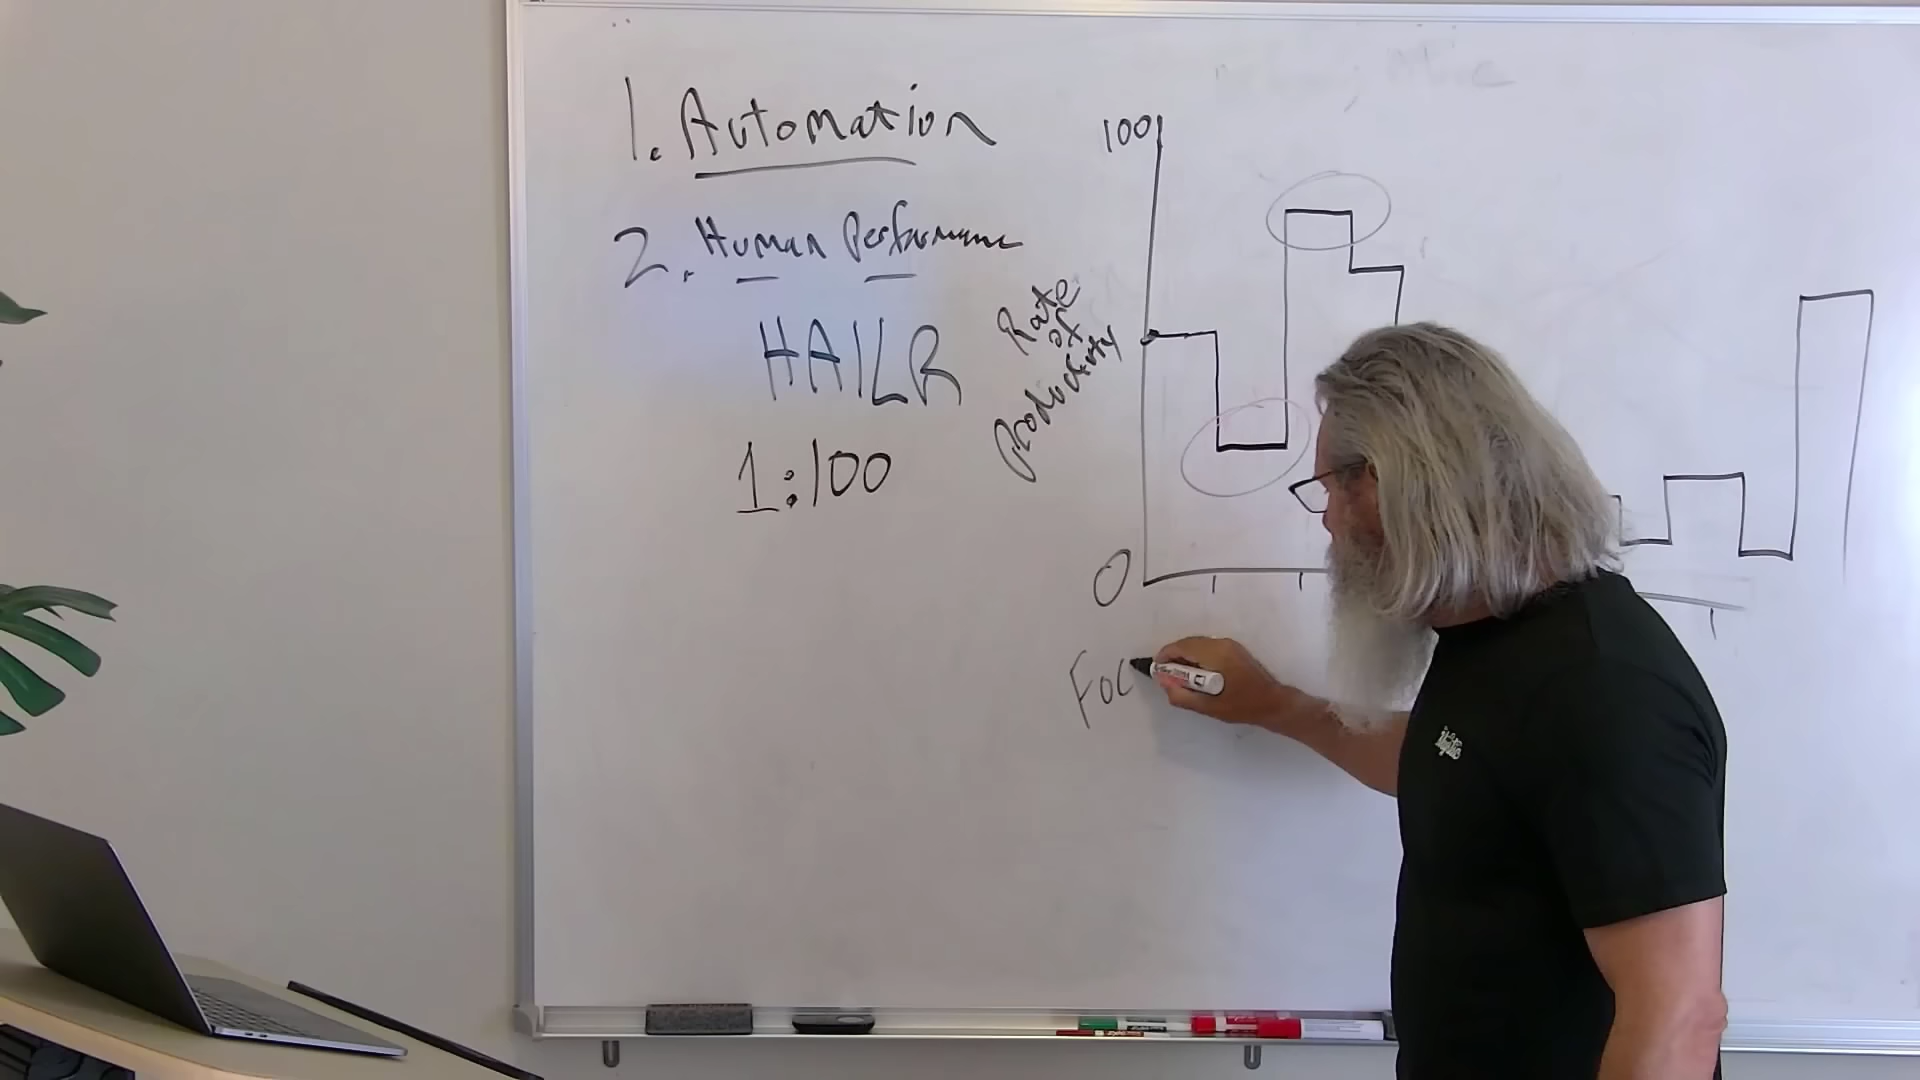 1. Automation
2. Human Performance
HAILR
1:100
100
Rate
of
Productivity
0
Foc